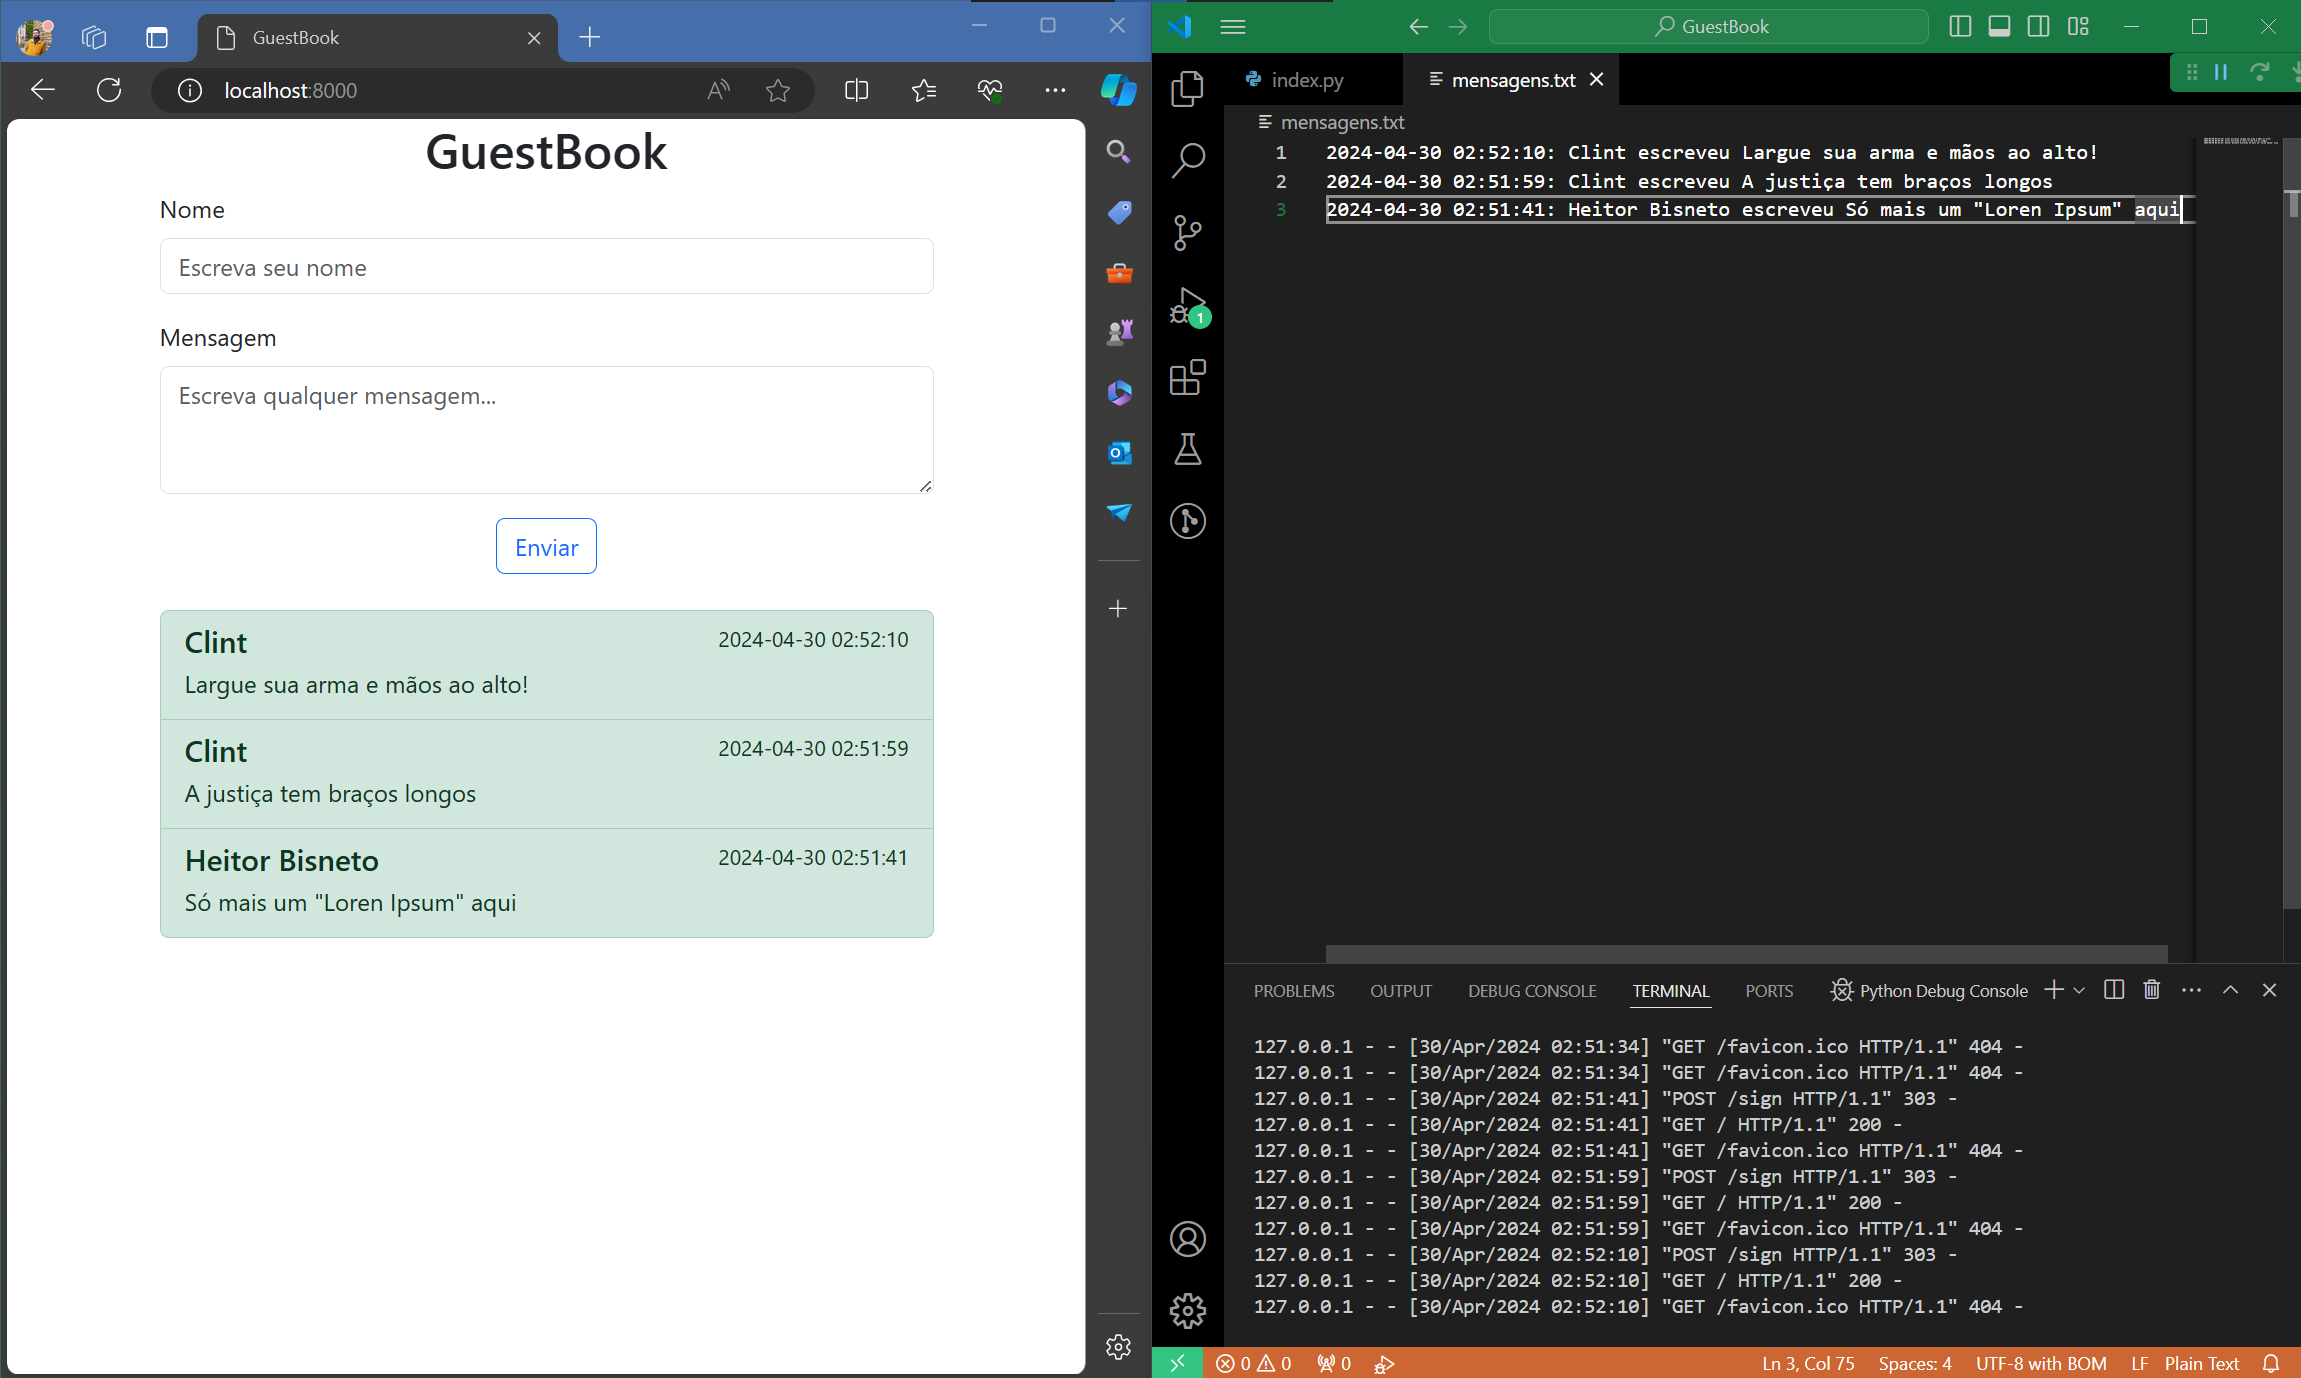 GuestBook
localhost:8000
GuestBook
Nome
Escreva seu nome
Mensagem
Escreva qualquer mensagem...
Enviar
Clint 2024-04-30 02:52:10
Largue sua arma e mãos ao alto!
Clint 2024-04-30 02:51:59
A justiça tem braços longos
Heitor Bisneto 2024-04-30 02:51:41
Só mais um "Loren Ipsum" aqui
GuestBook
index.py mensagens.txt
mensagens.txt
1 2024-04-30 02:52:10: Clint escreveu Largue sua arma e mãos ao alto!
2 2024-04-30 02:51:59: Clint escreveu A justiça tem braços longos
3 2024-04-30 02:51:41: Heitor Bisneto escreveu Só mais um "Loren Ipsum" aqui
1
PROBLEMS OUTPUT DEBUG CONSOLE TERMINAL PORTS Python Debug Console
127.0.0.1 - - [30/Apr/2024 02:51:34] "GET /favicon.ico HTTP/1.1" 404 -
127.0.0.1 - - [30/Apr/2024 02:51:34] "GET /favicon.ico HTTP/1.1" 404 -
127.0.0.1 - - [30/Apr/2024 02:51:41] "POST /sign HTTP/1.1" 303 -
127.0.0.1 - - [30/Apr/2024 02:51:41] "GET / HTTP/1.1" 200 -
127.0.0.1 - - [30/Apr/2024 02:51:41] "GET /favicon.ico HTTP/1.1" 404 -
127.0.0.1 - - [30/Apr/2024 02:51:59] "POST /sign HTTP/1.1" 303 -
127.0.0.1 - - [30/Apr/2024 02:51:59] "GET / HTTP/1.1" 200 -
127.0.0.1 - - [30/Apr/2024 02:51:59] "GET /favicon.ico HTTP/1.1" 404 -
127.0.0.1 - - [30/Apr/2024 02:52:10] "POST /sign HTTP/1.1" 303 -
127.0.0.1 - - [30/Apr/2024 02:52:10] "GET / HTTP/1.1" 200 -
127.0.0.1 - - [30/Apr/2024 02:52:10] "GET /favicon.ico HTTP/1.1" 404 -
0 0 0 Ln 3, Col 75 Spaces: 4 UTF-8 with BOM LF Plain Text